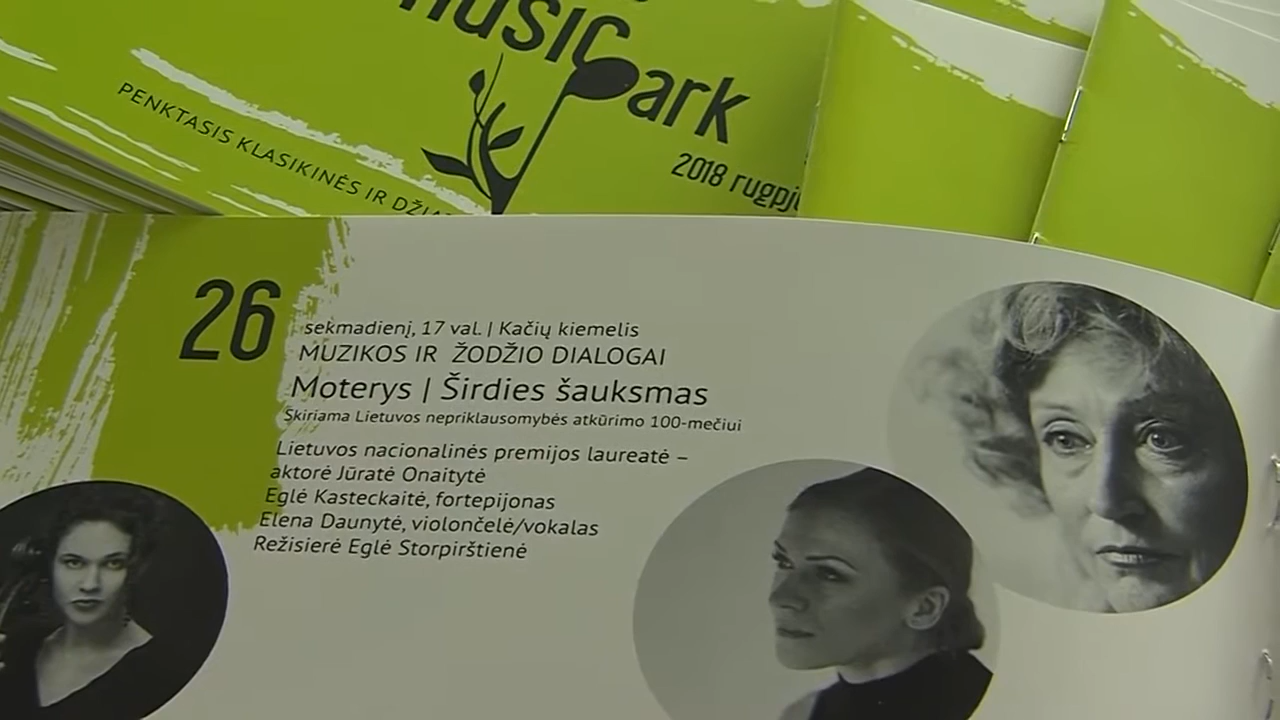 music Park
2018
PENKTASIS KLASIKINĖS IR
26
sekmadienį, 17 val. | Kačių kiemelis
MUZIKOS IR ŽODŽIO DIALOGAI
Moterys | Širdies šauksmas
Skiriama Lietuvos nepriklausomybės atkūrimo 100-mečiui
Lietuvos nacionalinės premijos laureatė –
aktorė Jūratė Onaitytė
Eglė Kasteckaitė, fortepijonas
Elena Daunytė, violončelė/vokalas
Režisierė Eglė Storpirštienė